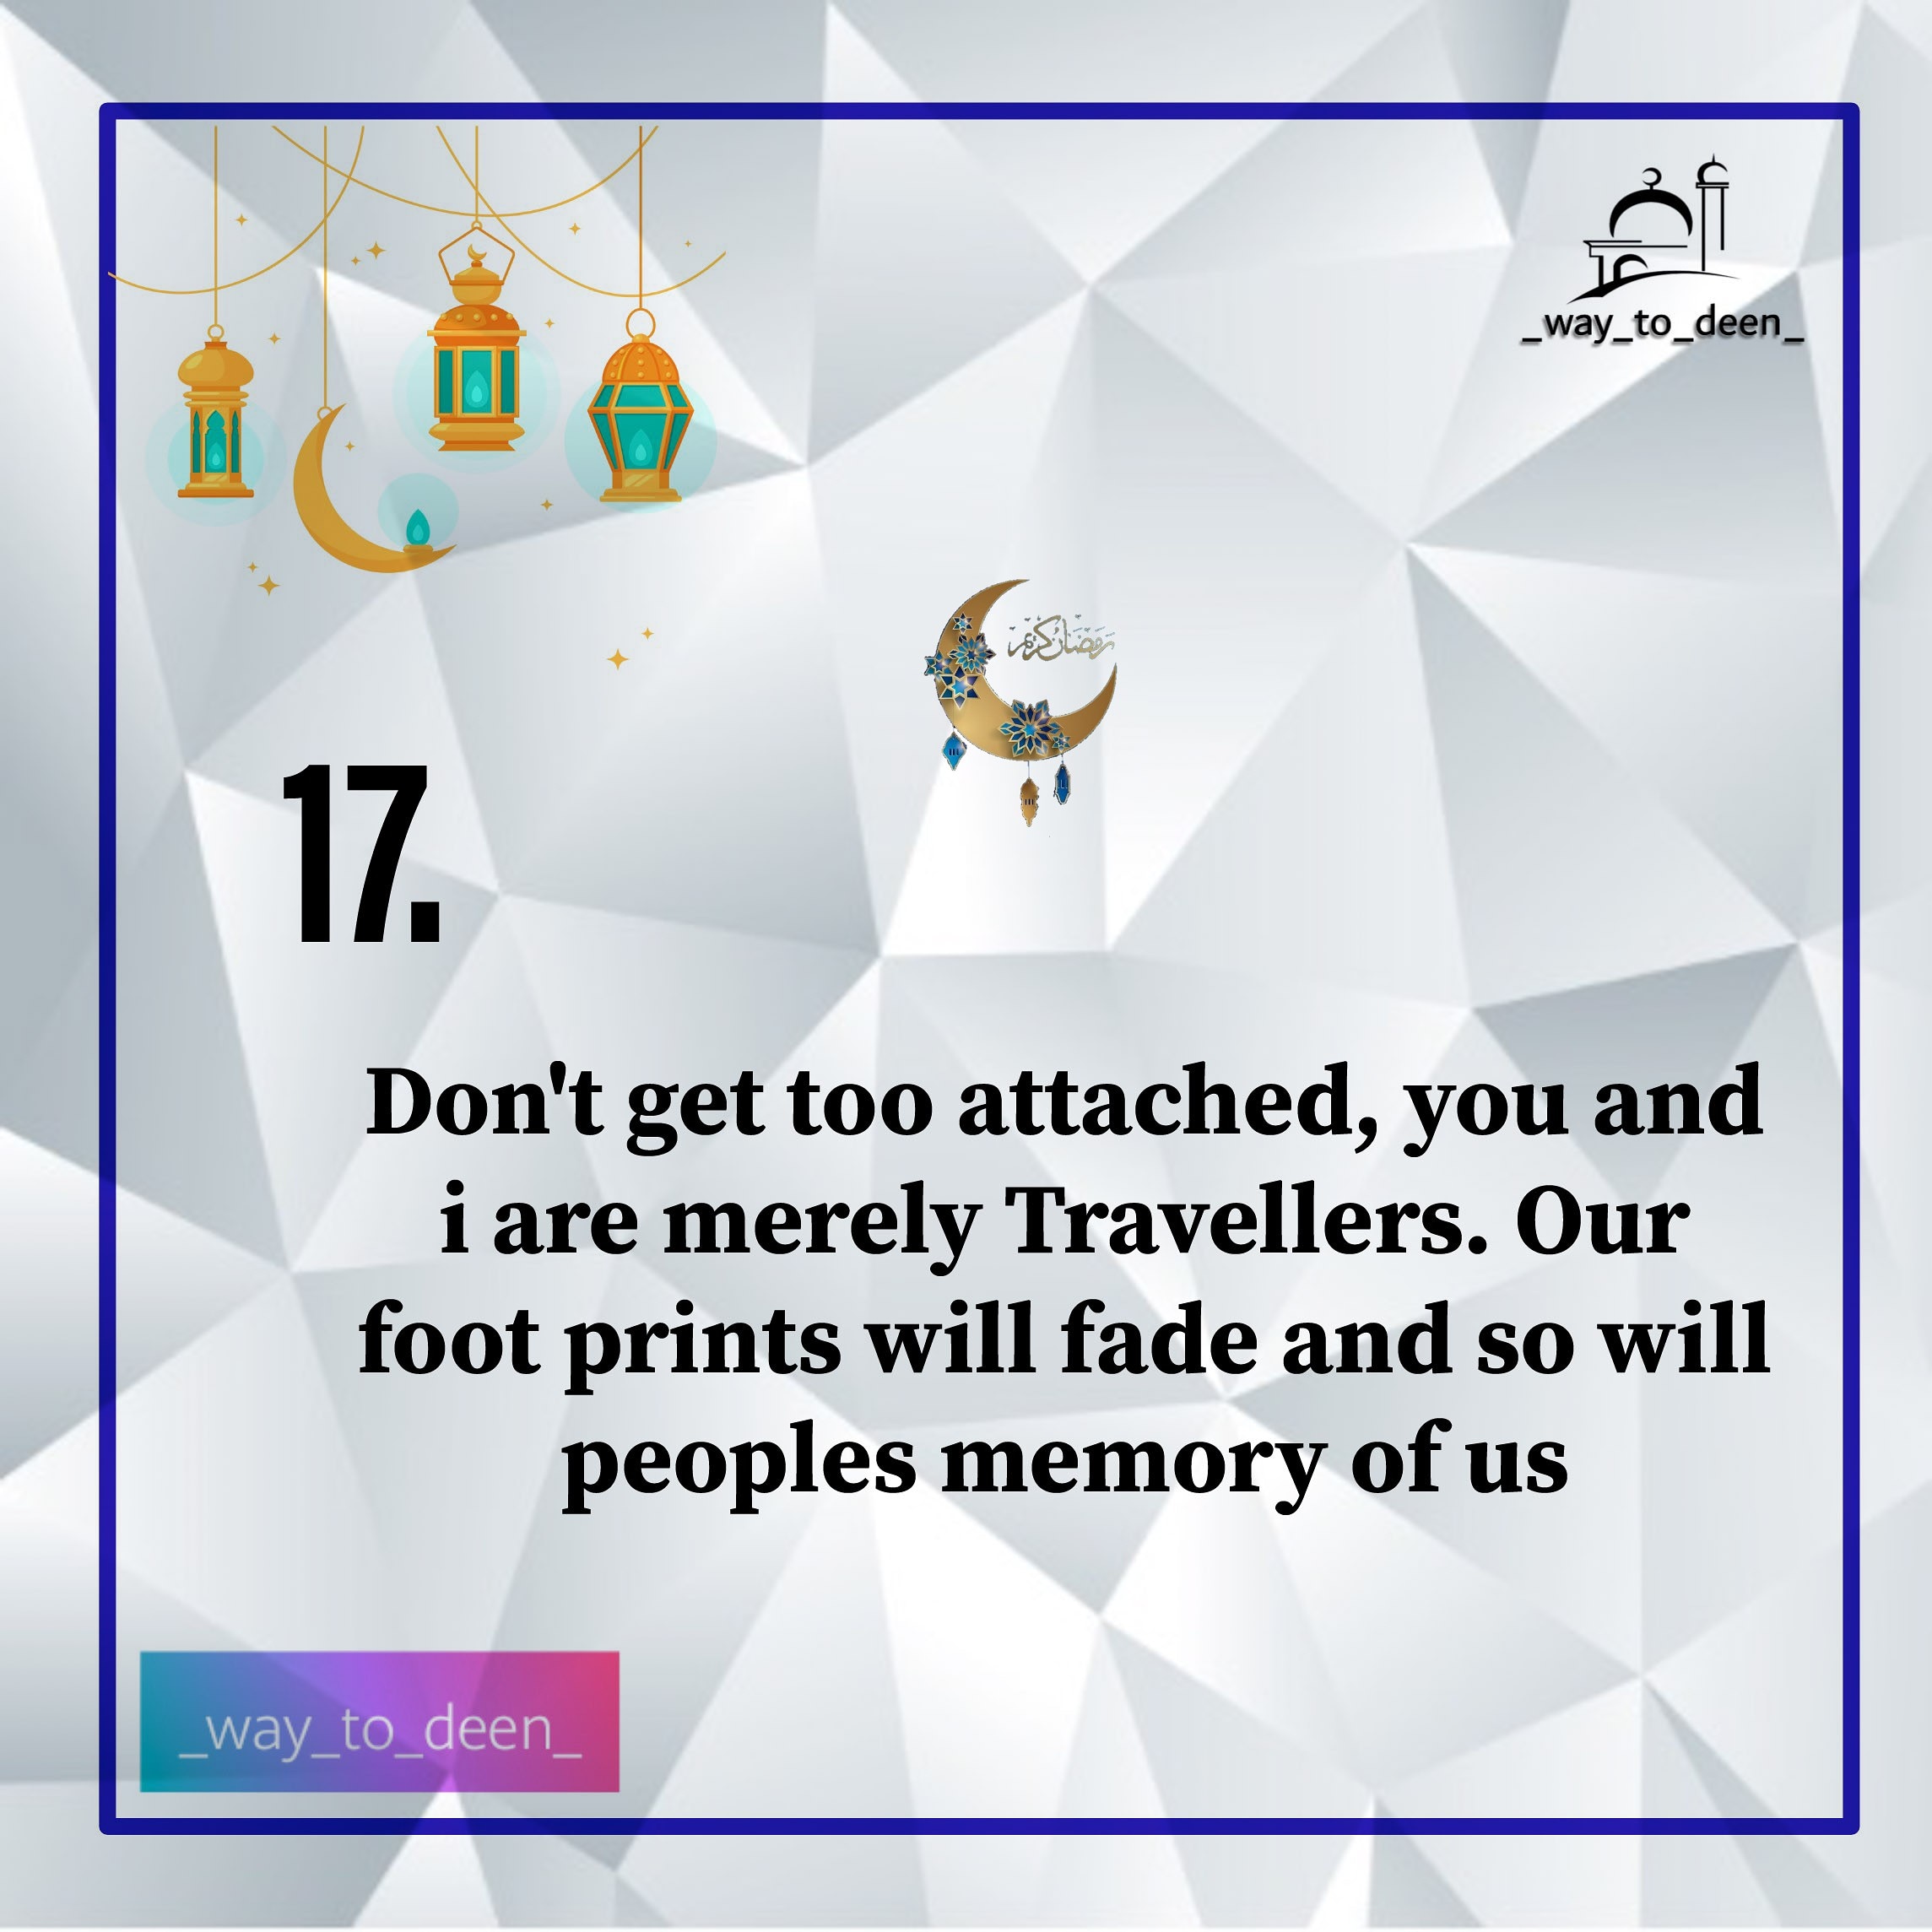 _way_to_deen_
رمضان كريم
17.
Don't get too attached, you and
i are merely Travellers. Our
foot prints will fade and so will
peoples memory of us
_way_to_deen_